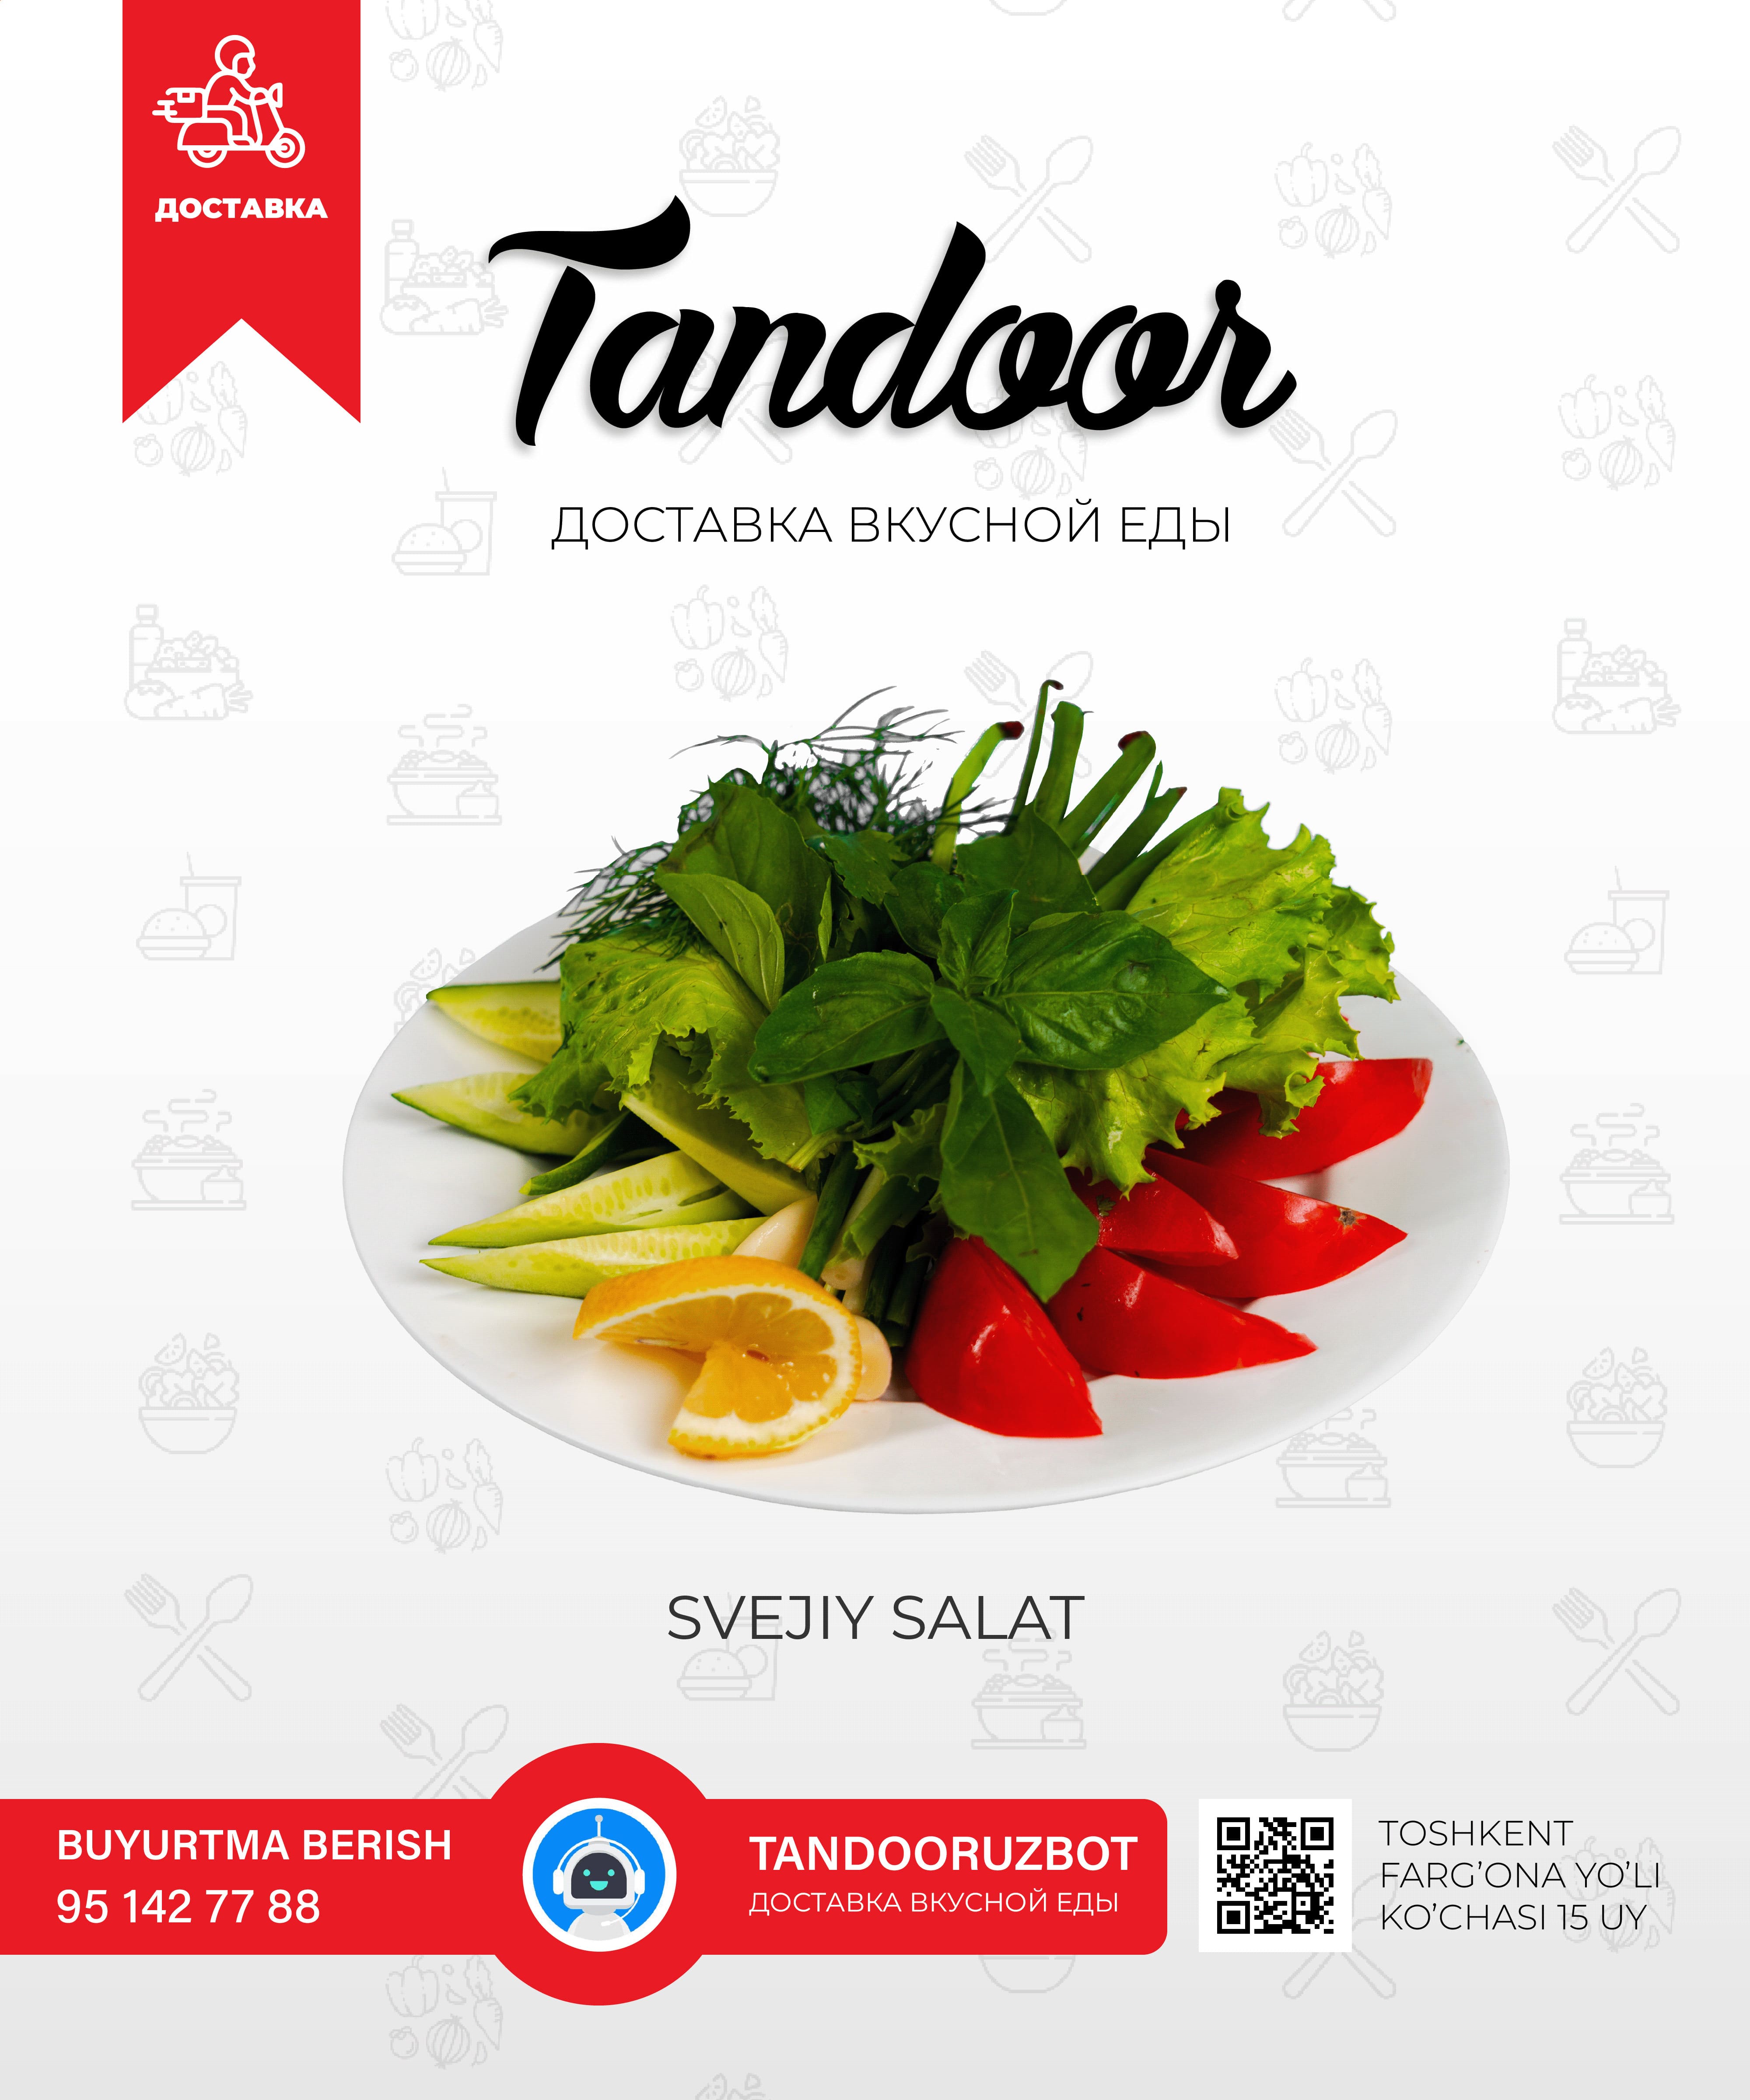 ДОСТАВКА
Tandoor
ДОСТАВКА ВКУСНОЙ ЕДЫ
SVEJIY SALAT
BUYURTMA BERISH
95 142 77 88
TANDOORUZBOT
ДОСТАВКА ВКУСНОЙ ЕДЫ
TOSHKENT
FARG’ONA YO’LI
KO’CHASI 15 UY